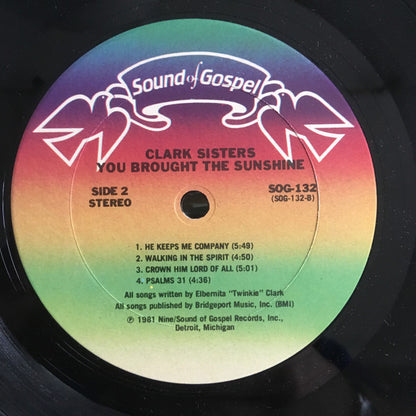 Sound of Gospel
CLARK SISTERS
YOU BROUGHT THE SUNSHINE
SIDE 2
STEREO
SOG-132
(SOG-132-B)
1. HE KEEPS ME COMPANY (5:49)
2. WALKING IN THE SPIRIT (4:50)
3. CROWN HIM LORD OF ALL (5:01)
4. PSALMS 31 (4:36)
All songs written by Elbernita "Twinkie" Clark
All songs published by Bridgeport Music, Inc. (BMI)
℗ 1981 Nine/Sound of Gospel Records, Inc.,
Detroit, Michigan